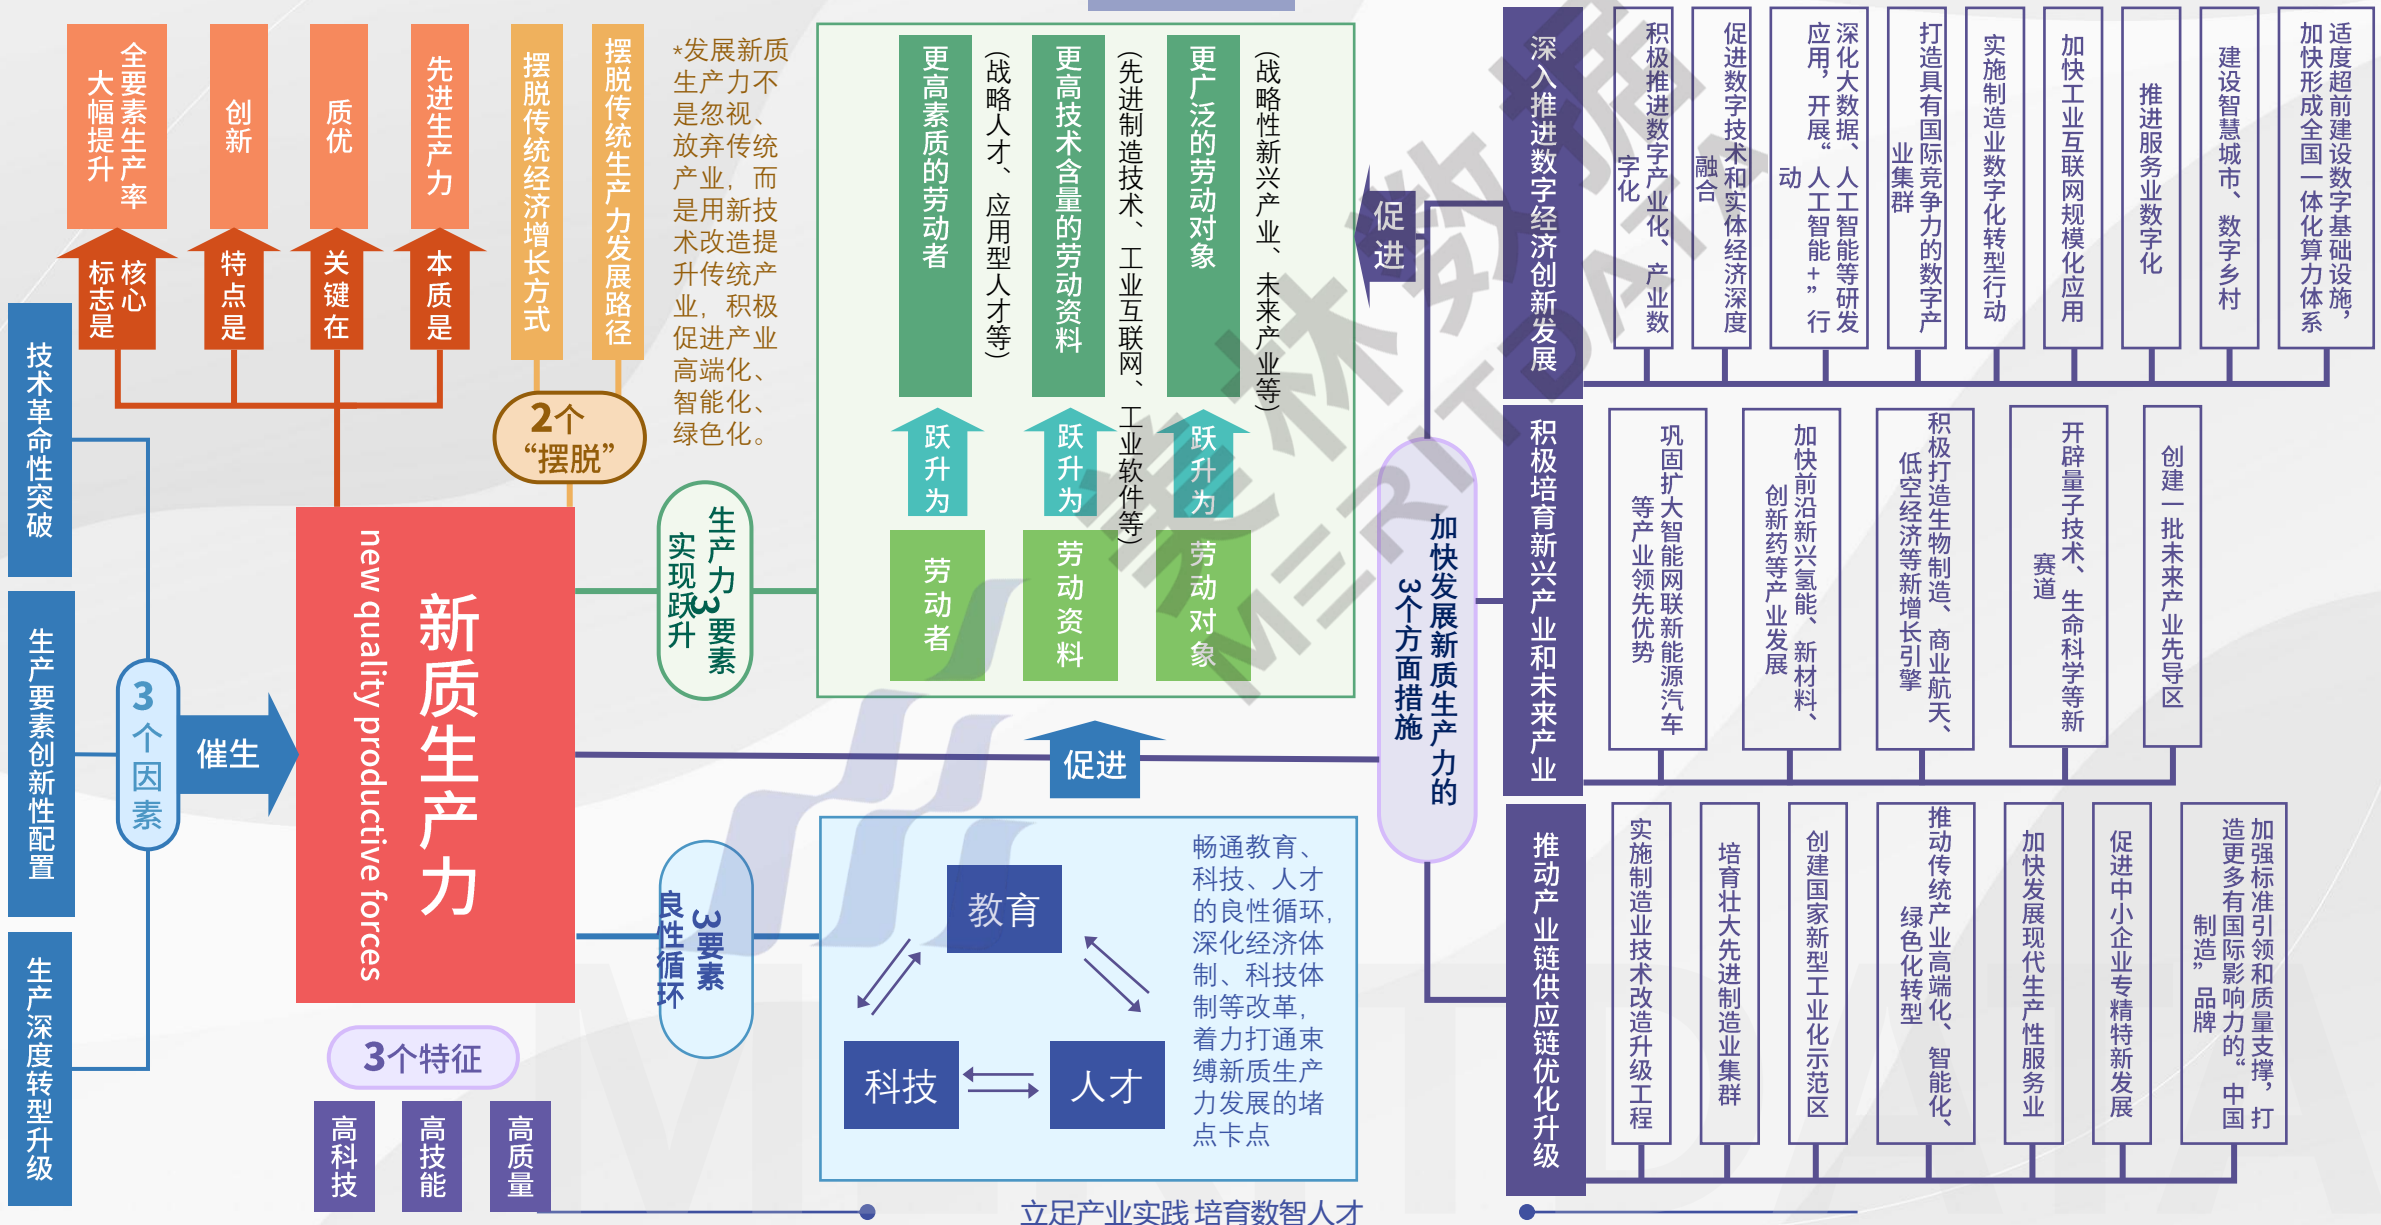 全要素生产率
大幅提升
创新
质优
先进生产力
核心
标志是
特点是
关键在
本质是
摆脱传统经济增长方式
摆脱传统生产力发展路径
2个
“摆脱”
*发展新质
生产力不
是忽视、
放弃传统
产业，而
是用新技
术改造提
升传统产
业，积极
促进产业
高端化、
智能化、
绿色化。
技术革命性突破
生产要素创新性配置
生产深度转型升级
3个因素
催生
新质生产力
new quality productive forces
3个特征
高科技
高技能
高质量
生产力3要素
实现跃升
更高素质的劳动者
（战略人才、应用型人才等）
更高技术含量的劳动资料
（先进制造技术、工业互联网、工业软件等）
更广泛的劳动对象
（战略性新兴产业、未来产业等）
跃升为
跃升为
跃升为
劳动者
劳动资料
劳动对象
促进
促进
3要素
良性循环
教育
科技
人才
畅通教育、
科技、人才
的良性循环,
深化经济体
制、科技体
制等改革,
着力打通束
缚新质生产
力发展的堵
点卡点
加快发展新质生产力的
3个方面措施
深入推进数字经济创新发展
积极推进数字产业化、产业数
字化
促进数字技术和实体经济深度
融合
深化大数据、人工智能等研发
应用，开展“人工智能+”行
动
打造具有国际竞争力的数字产
业集群
实施制造业数字化转型行动
加快工业互联网规模化应用
推进服务业数字化
建设智慧城市、数字乡村
适度超前建设数字基础设施，
加快形成全国一体化算力体系
积极培育新兴产业和未来产业
巩固扩大智能网联新能源汽车
等产业领先优势
加快前沿新兴氢能、新材料、
创新药等产业发展
积极打造生物制造、商业航天、
低空经济等新增长引擎
开辟量子技术、生命科学等新
赛道
创建一批未来产业先导区
推动产业链供应链优化升级
实施制造业技术改造升级工程
培育壮大先进制造业集群
创建国家新型工业化示范区
推动传统产业高端化、智能化、
绿色化转型
加快发展现代生产性服务业
促进中小企业专精特新发展
加强标准引领和质量支撑，打
造更多有国际影响力的“中国
制造”品牌
立足产业实践 培育数智人才
美林数据
MERITDATA
MERITDATA